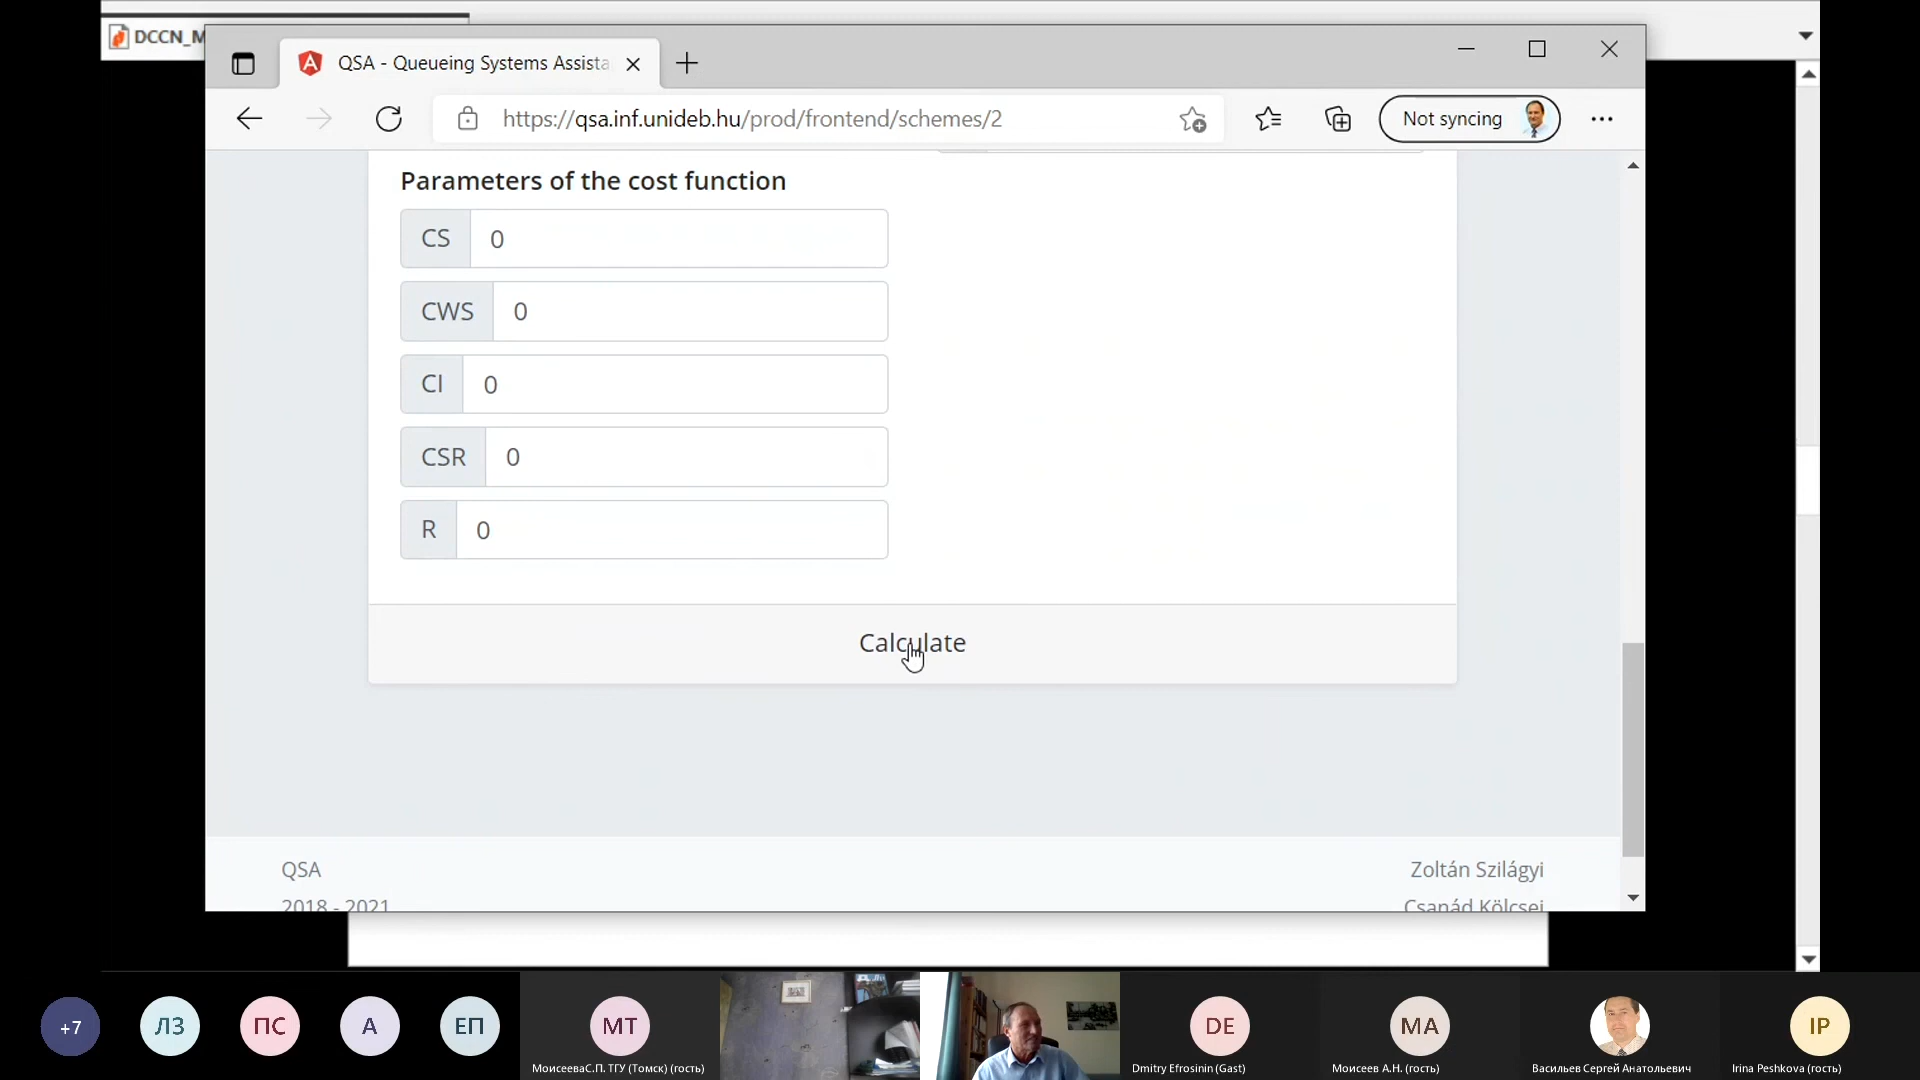 DCCN_M
QSA - Queueing Systems Assista
https://qsa.inf.unideb.hu/prod/frontend/schemes/2
Not syncing
Parameters of the cost function
CS 0
CWS 0
CI 0
CSR 0
R 0
Calculate
QSA
Zoltán Szilágyi
2018 - 2021
Csanád Kölcsei
+7
ЛЗ
ПС
А
ЕП
МТ
DE
МА
IP
МоисееваС.П. ТГУ (Томск) (гость)
Dmitry Efrosinin (Gast)
Моисеев А.Н. (гость)
Васильев Сергей Анатольевич
Irina Peshkova (гость)